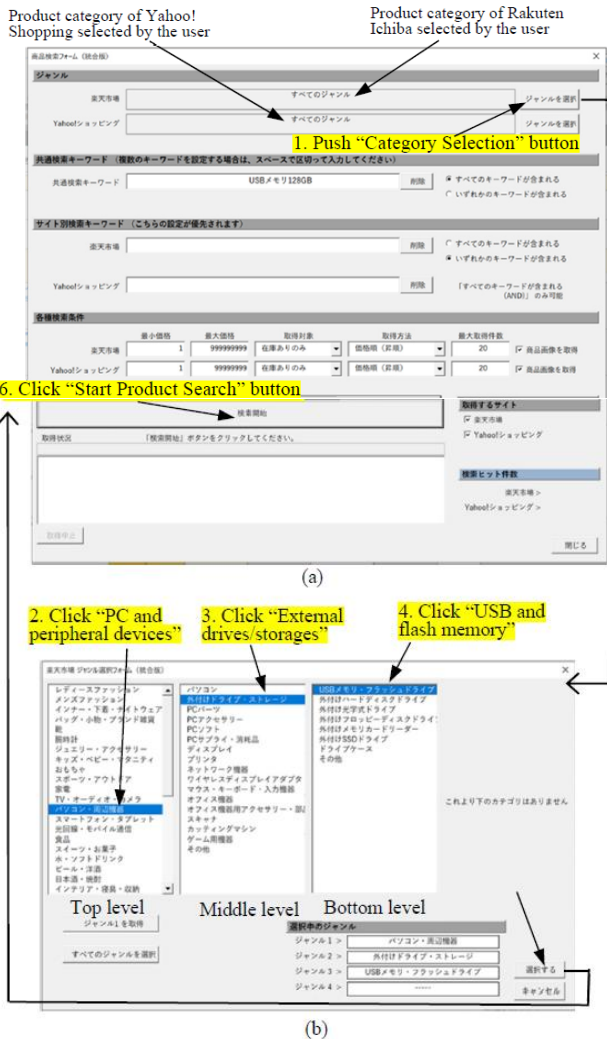 Product category of Yahoo!
Shopping selected by the user
Product category of Rakuten
Ichiba selected by the user
商品検索フォーム（統合版）
ジャンル
楽天市場 すべてのジャンル ジャンルを選択
Yahoo!ショッピング すべてのジャンル ジャンルを選択
1. Push “Category Selection” button
共通検索キーワード （複数のキーワードを設定する場合は、スペースで区切って入力してください）
共通検索キーワード USBメモリ128GB 削除 すべてのキーワードが含まれる
いずれかのキーワードが含まれる
サイト別検索キーワード （こちらの設定が優先されます）
楽天市場 削除 すべてのキーワードが含まれる
いずれかのキーワードが含まれる
Yahoo!ショッピング 削除 「すべてのキーワードが含まれる
(AND)」のみ可能
各種検索条件
最小価格 最大価格 取得対象 取得方法 最大取得件数
楽天市場 1 999999999 在庫ありのみ 価格順（昇順） 20 商品画像を取得
Yahoo!ショッピング 1 999999999 在庫ありのみ 価格順（昇順） 20 商品画像を取得
6. Click “Start Product Search” button
検索開始
取得するサイト
楽天市場
Yahoo!ショッピング
取得状況 「検索開始」ボタンをクリックしてください。
検索ヒット件数
楽天市場 >
Yahoo!ショッピング >
取得中止
閉じる
(a)
2. Click “PC and
peripheral devices”
3. Click “External
drives/storages”
4. Click “USB and
flash memory”
楽天市場 ジャンル選択フォーム（統合版）
レディースファッション
メンズファッション
インナー・下着・ナイトウェア
バッグ・小物・ブランド雑貨
靴
腕時計
ジュエリー・アクセサリー
キッズ・ベビー・マタニティ
おもちゃ
スポーツ・アウトドア
家電
TV・オーディオ・カメラ
パソコン・周辺機器
スマートフォン・タブレット
光回線・モバイル通信
食品
スイーツ・お菓子
水・ソフトドリンク
ビール・洋酒
日本酒・焼酎
インテリア・寝具・収納
パソコン
外付けドライブ・ストレージ
PCパーツ
PCアクセサリー
PCソフト
PCサプライ・消耗品
ディスプレイ
プリンタ
ネットワーク機器
ワイヤレスディスプレイアダプタ
マウス・キーボード・入力機器
オフィス機器
オフィス機器用アクセサリー・部品
スキャナ
カッティングマシン
ゲーム用機器
その他
USBメモリ・フラッシュドライブ
外付けハードディスクドライブ
外付け光学式ドライブ
外付けフロッピーディスクドライブ
外付けメモリカードリーダー
外付けSSDドライブ
ドライブケース
その他
これより下のカテゴリはありません
Top level
Middle level
Bottom level
ジャンル1を取得
すべてのジャンルを選択
選択中のジャンル
ジャンル1 > パソコン・周辺機器
ジャンル2 > 外付けドライブ・ストレージ
ジャンル3 > USBメモリ・フラッシュドライブ
ジャンル4 > -----
選択する
キャンセル
(b)